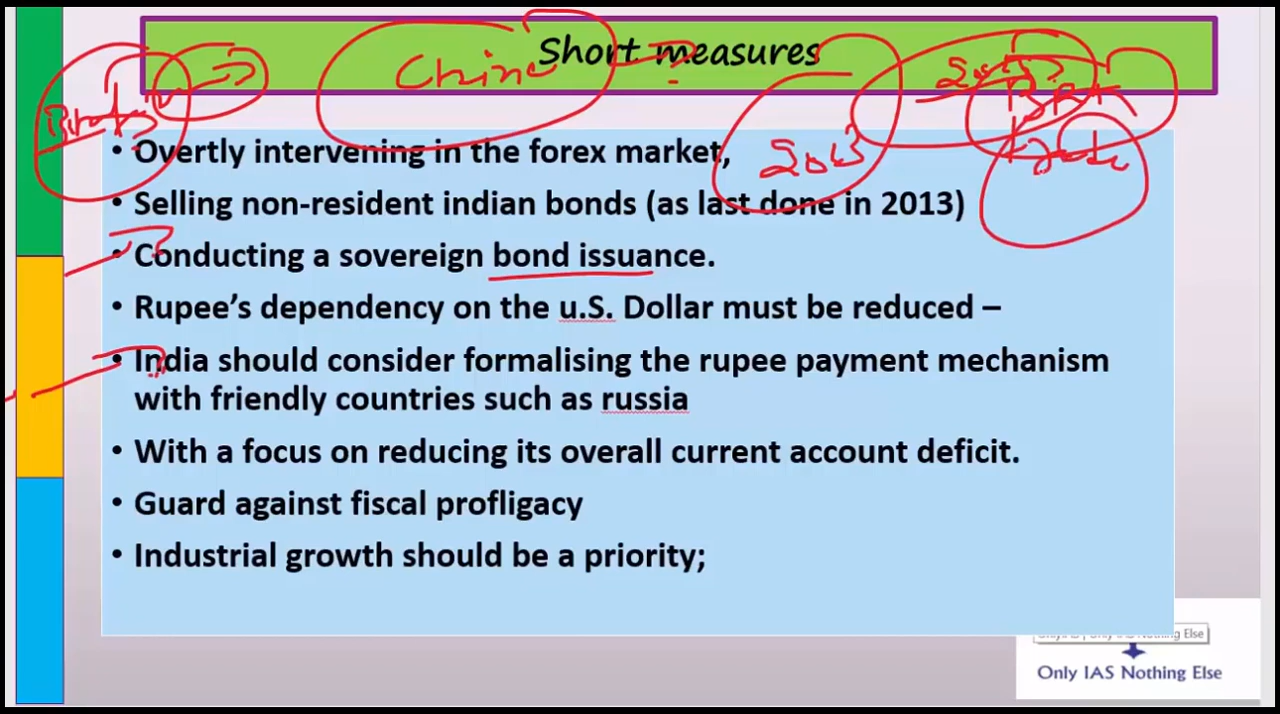 Short measures
China ?
2013
• Overtly intervening in the forex market,
• Selling non-resident indian bonds (as last done in 2013)
• Conducting a sovereign bond issuance.
• Rupee’s dependency on the u.S. Dollar must be reduced –
• India should consider formalising the rupee payment mechanism
with friendly countries such as russia
• With a focus on reducing its overall current account deficit.
• Guard against fiscal profligacy
• Industrial growth should be a priority;
Nothing Else
Only IAS Nothing Else